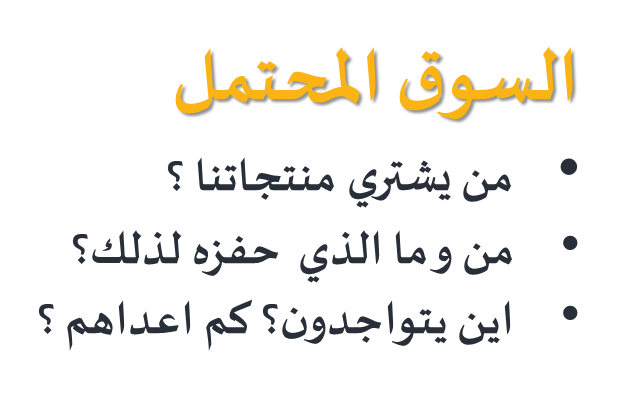 السوق المحتمل
• من يشتري منتجاتنا ؟
• من وما الذي حفزه لذلك؟
• اين يتواجدون؟ كم اعداهم ؟